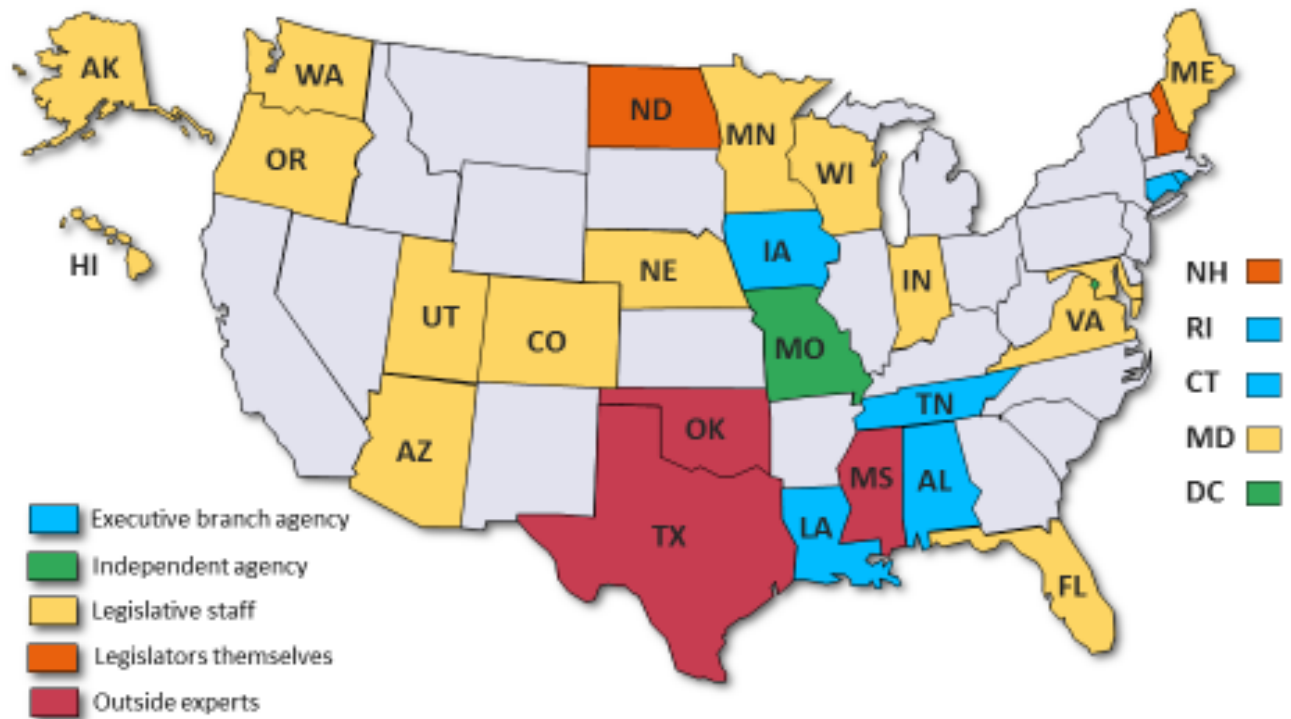 AK
WA
ME
ND
MN
OR
WI
HI
IA
NE
IN
NH
UT
VA
RI
CO
MO
CT
TN
OK
MD
AZ
MS
AL
DC
LA
TX
FL
Executive branch agency
Independent agency
Legislative staff
Legislators themselves
Outside experts